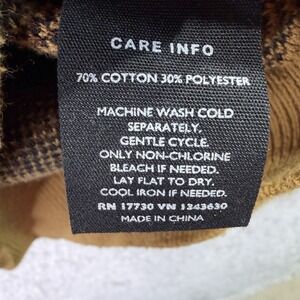 CARE INFO
70% COTTON 30% POLYESTER
MACHINE WASH COLD
SEPARATELY.
GENTLE CYCLE.
ONLY NON-CHLORINE
BLEACH IF NEEDED.
LAY FLAT TO DRY.
COOL IRON IF NEEDED.
RN 17730 VN 1343630
MADE IN CHINA